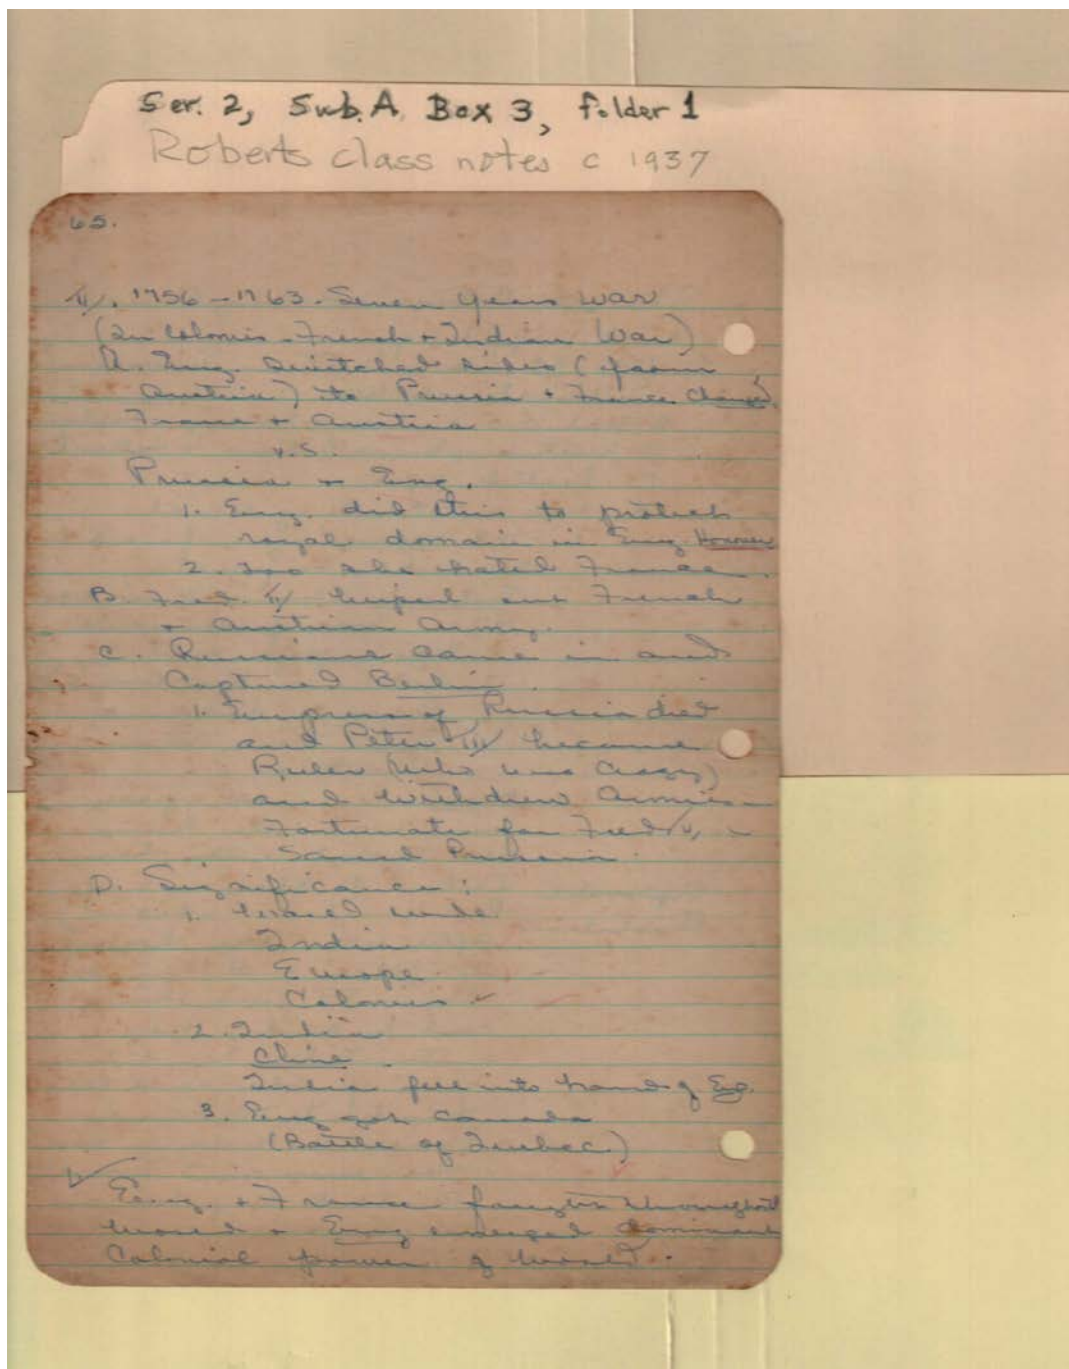 Ser. 2, Sub. A Box 3, folder 1
Roberts class notes c 1937
65.
II. 1756 - 1763. Seven Years War
(In Colonies - French + Indian War)
A. Eng. switched sides (from
Austria) to Prussia + France changed.
France + Austria
v.s.
Prussia + Eng.
1. Eng. did this to protect
royal domain in Eng. Hanover
2. Too she hated France.
B. Fred. II wiped out French
+ Austrian Army.
C. Russians came in and
Captured Berlin.
1. Empress of Russia died
and Peter III became
Ruler (who was crazy)
and withdrew Armies -
Fortunate for Fred
Saved Prussia.
D. Significance:
1. World wide
India
Europe
Colonies
2. India
Clive
India fell into hand of Eng.
3. Eng got Canada
(Battle of Quebec)
Eng. + France fought throughout
world + Eng emerged dominant
Colonial power of world.